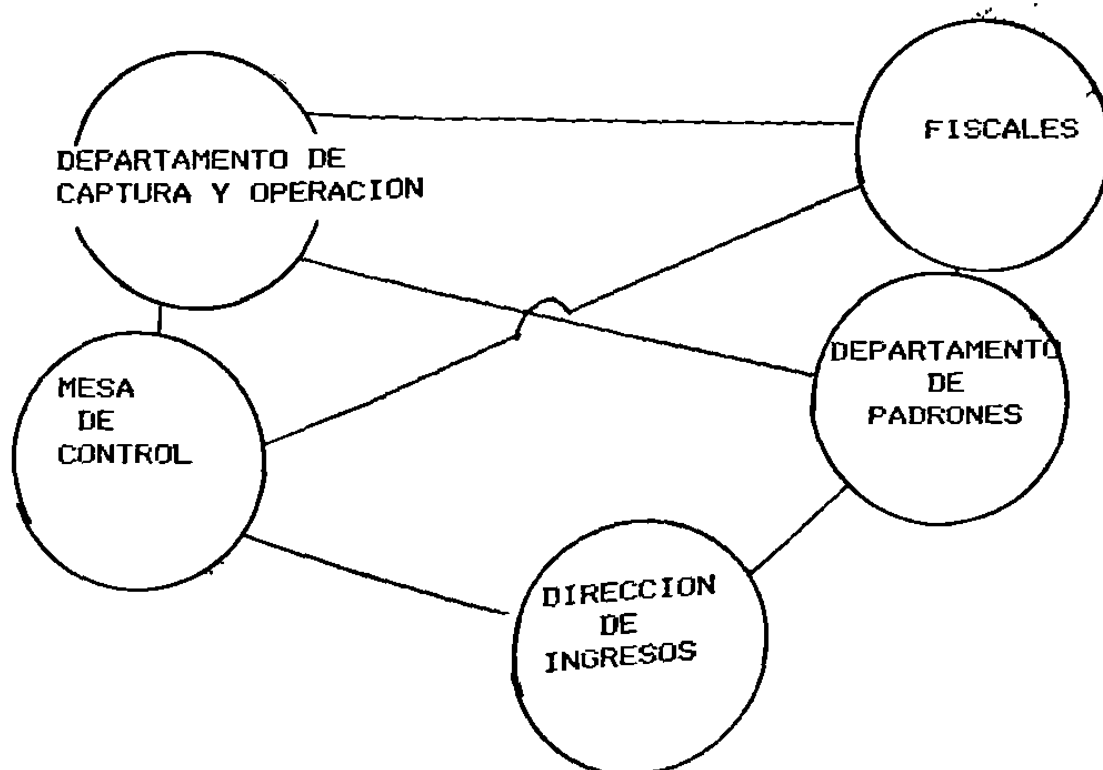 FISCALES
DEPARTAMENTO DE
CAPTURA Y OPERACION
DEPARTAMENTO
DE
PADRONES
MESA
DE
CONTROL
DIRECCION
DE
INGRESOS